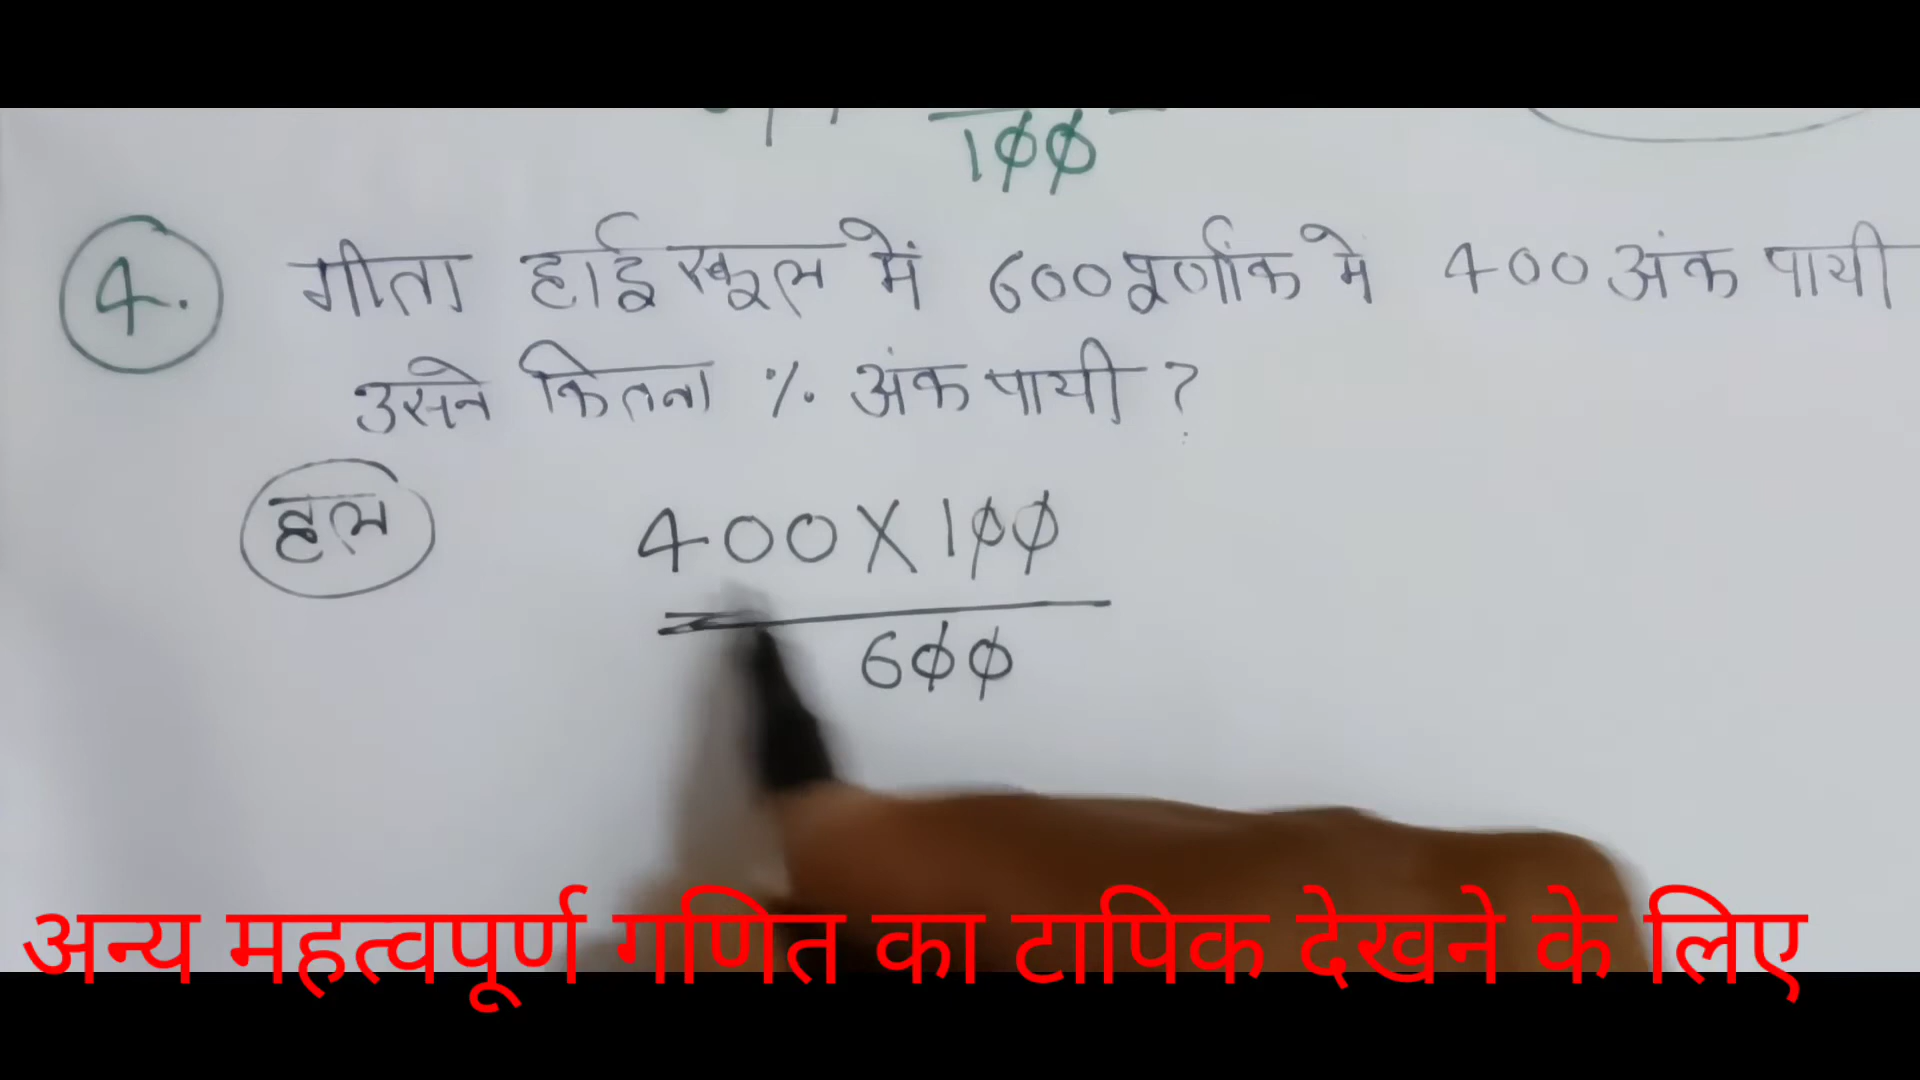 100
4. गीता हाई स्कूल में 600 पूर्णांक मे 400 अंक पायी
उसने कितना % अंक पायी ?
हल
400 X 100
600
अन्य महत्वपूर्ण गणित का टापिक देखने के लिए